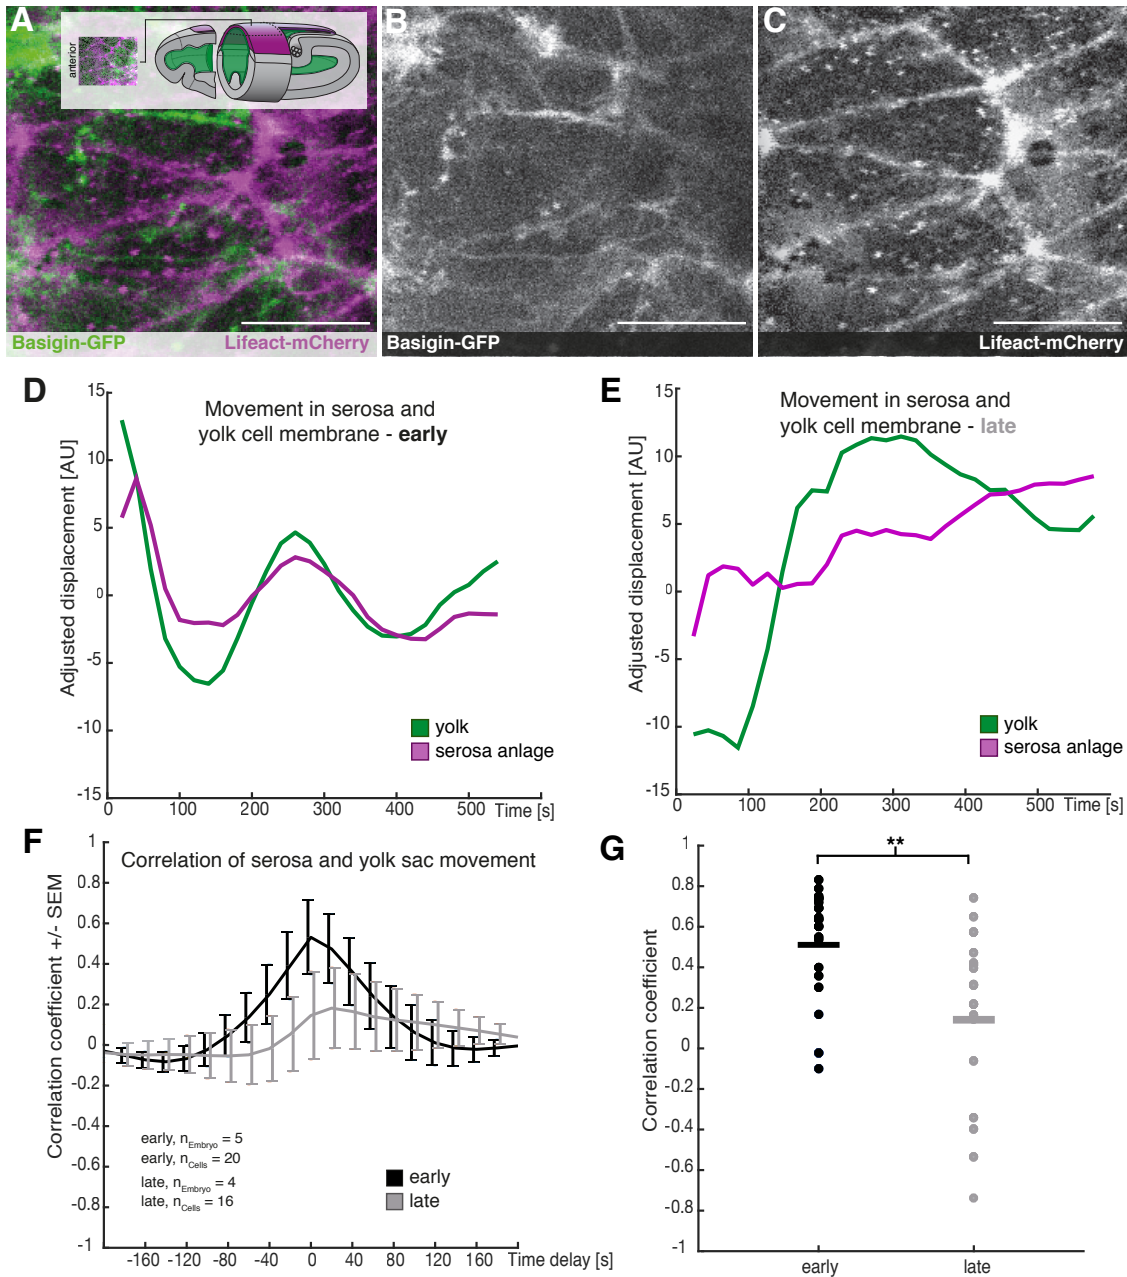 A
anterior
Basigin-GFP
Lifeact-mCherry
B
Basigin-GFP
C
Lifeact-mCherry
D
Movement in serosa and
yolk cell membrane - early
Adjusted displacement [AU]
15
10
5
0
-5
-10
-15
0
100
200
300
400
500
Time [s]
yolk
serosa anlage
E
Movement in serosa and
yolk cell membrane - late
Adjusted displacement [AU]
15
10
5
0
-5
-10
-15
0
100
200
300
400
500
Time [s]
yolk
serosa anlage
F
Correlation of serosa and yolk sac movement
Correlation coefficient +/- SEM
1
0.8
0.6
0.4
0.2
0
-0.2
-0.4
-0.6
-0.8
-1
early, nEmbryo = 5
early, nCells = 20
late, nEmbryo = 4
late, nCells = 16
early
late
-160
-120
-80
-40
0
40
80
120
160
Time delay [s]
G
**
Correlation coefficient
1
0.8
0.6
0.4
0.2
0
-0.2
-0.4
-0.6
-0.8
-1
early
late